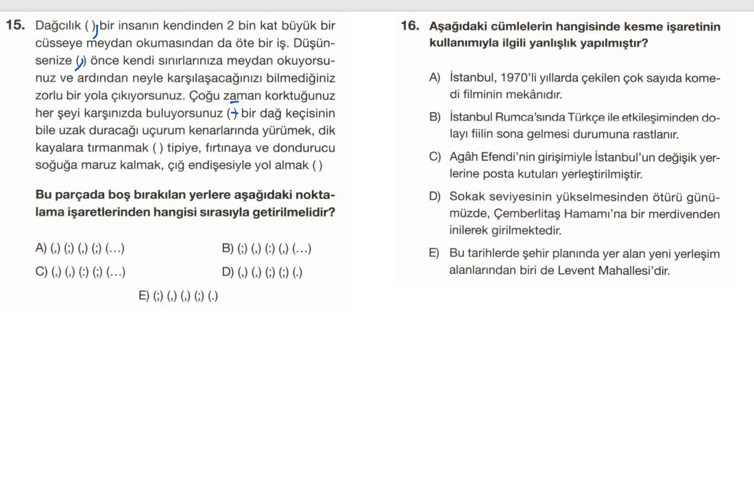 15. Dağcılık ( ) bir insanın kendinden 2 bin kat büyük bir
cüsseye meydan okumasından da öte bir iş. Düşün-
senize ( ) önce kendi sınırlarınıza meydan okuyorsu-
nuz ve ardından neyle karşılaşacağınızı bilmediğiniz
zorlu bir yola çıkıyorsunuz. Çoğu zaman korktuğunuz
her şeyi karşınızda buluyorsunuz ( ) bir dağ keçisinin
bile uzak duracağı uçurum kenarlarında yürümek, dik
kayalara tırmanmak ( ) tipiye, fırtınaya ve dondurucu
soğuğa maruz kalmak, çığ endişesiyle yol almak ( )
Bu parçada boş bırakılan yerlere aşağıdaki nokta-
lama işaretlerinden hangisi sırasıyla getirilmelidir?
A) (,) (;) (,) (;) (...)
B) (;) (,) (:) (,) (...)
C) (,) (,) (:) (;) (...)
D) (,) (,) (;) (;) (.)
E) (;) (,) (,) (;) (.)
16. Aşağıdaki cümlelerin hangisinde kesme işaretinin
kullanımıyla ilgili yanlışlık yapılmıştır?
A) İstanbul, 1970'li yıllarda çekilen çok sayıda kome-
di filminin mekânıdır.
B) İstanbul Rumca'sında Türkçe ile etkileşiminden do-
layı fiilin sona gelmesi durumuna rastlanır.
C) Agâh Efendi'nin girişimiyle İstanbul'un değişik yer-
lerine posta kutuları yerleştirilmiştir.
D) Sokak seviyesinin yükselmesinden ötürü günü-
müzde, Çemberlitaş Hamamı'na bir merdivenden
inilerek girilmektedir.
E) Bu tarihlerde şehir planında yer alan yeni yerleşim
alanlarından biri de Levent Mahallesi'dir.